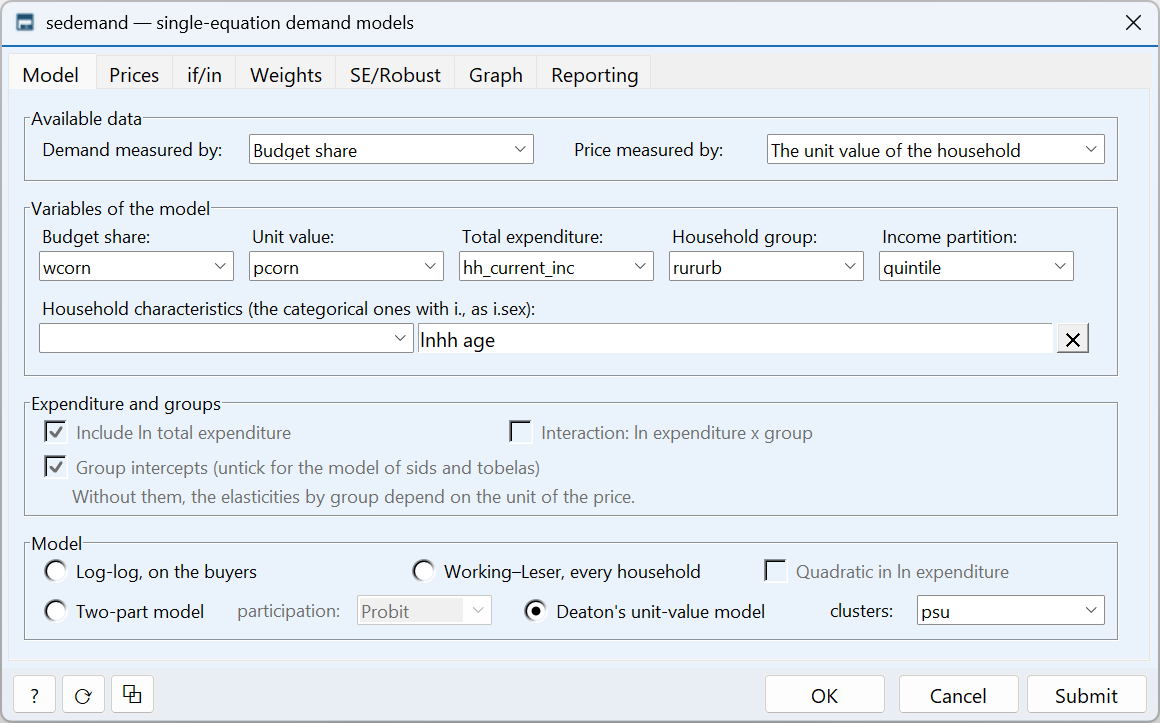 sedemand — single-equation demand models
Model Prices if/in Weights SE/Robust Graph Reporting
Available data
Demand measured by: Budget share Price measured by: The unit value of the household
Variables of the model
Budget share: Unit value: Total expenditure: Household group: Income partition:
wcorn pcorn hh_current_inc rururb quintile
Household characteristics (the categorical ones with i., as i.sex):
lnhh age
Expenditure and groups
Include ln total expenditure Interaction: ln expenditure x group
Group intercepts (untick for the model of sids and tobelas)
Without them, the elasticities by group depend on the unit of the price.
Model
Log-log, on the buyers Working–Leser, every household Quadratic in ln expenditure
Two-part model participation: Probit Deaton's unit-value model clusters: psu
? OK Cancel Submit